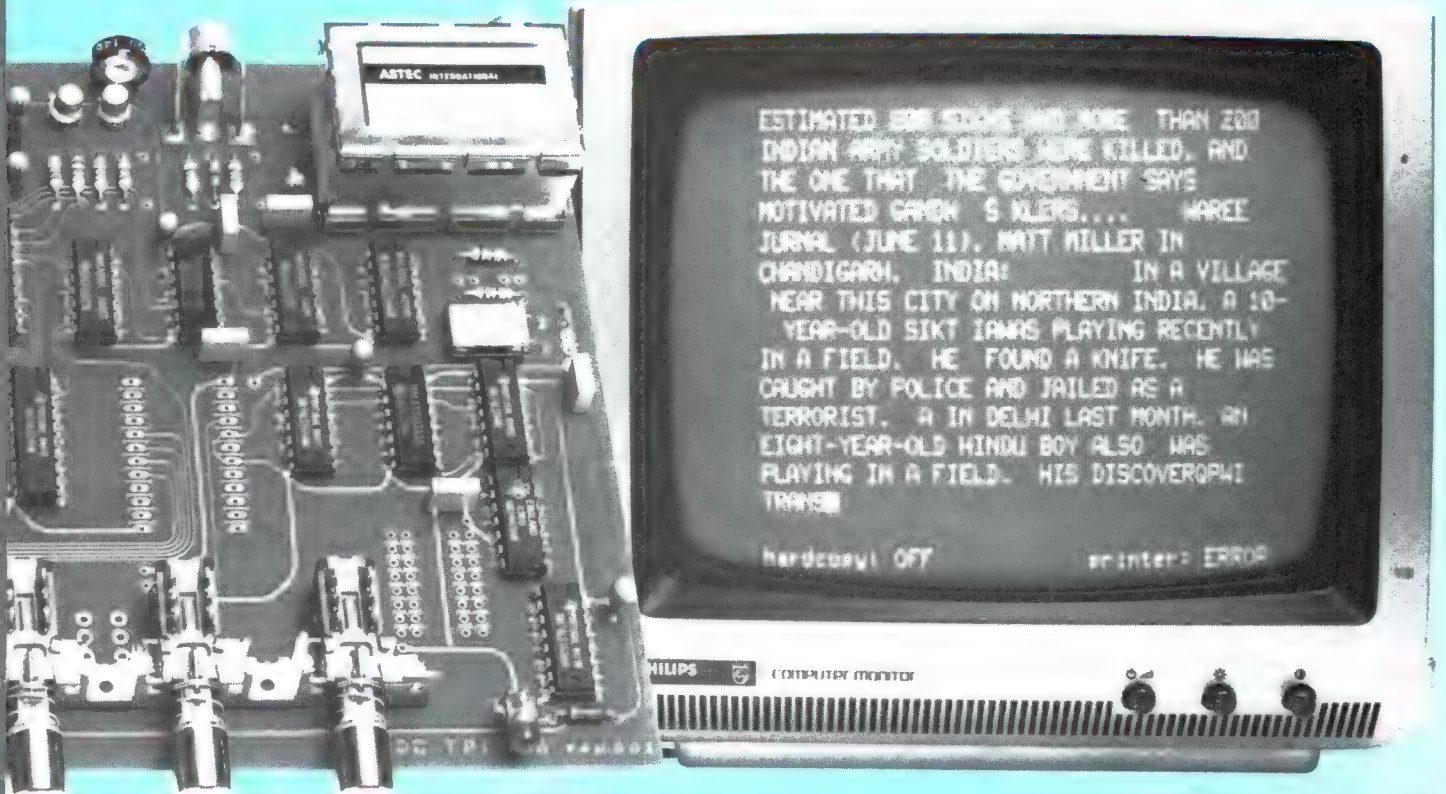 ASTEC INTERNATIONAL
ESTIMATED AND MORE THAN 200
INDIAN ARMY SOLDIERS WERE KILLED, AND
THE ONE THAT THE GOVERNMENT SAYS
MOTIVATED GANDH S KLERS.... WAREE
JURNAL (JUNE 11), MATT MILLER IN
CHANDIGARH, INDIA: IN A VILLAGE
NEAR THIS CITY ON NORTHERN INDIA, A 10-
YEAR-OLD SIKT IAWAS PLAYING RECENTLY
IN A FIELD. HE FOUND A KNIFE. HE WAS
CAUGHT BY POLICE AND JAILED AS A
TERRORIST. A IN DELHI LAST MONTH, AN
EIGHT-YEAR-OLD HINDU BOY ALSO WAS
PLAYING IN A FIELD. HIS DISCOVERQPWI
TRANS
hardcopy: OFF printer: ERROR
HILIPS COMPUTER MONITOR